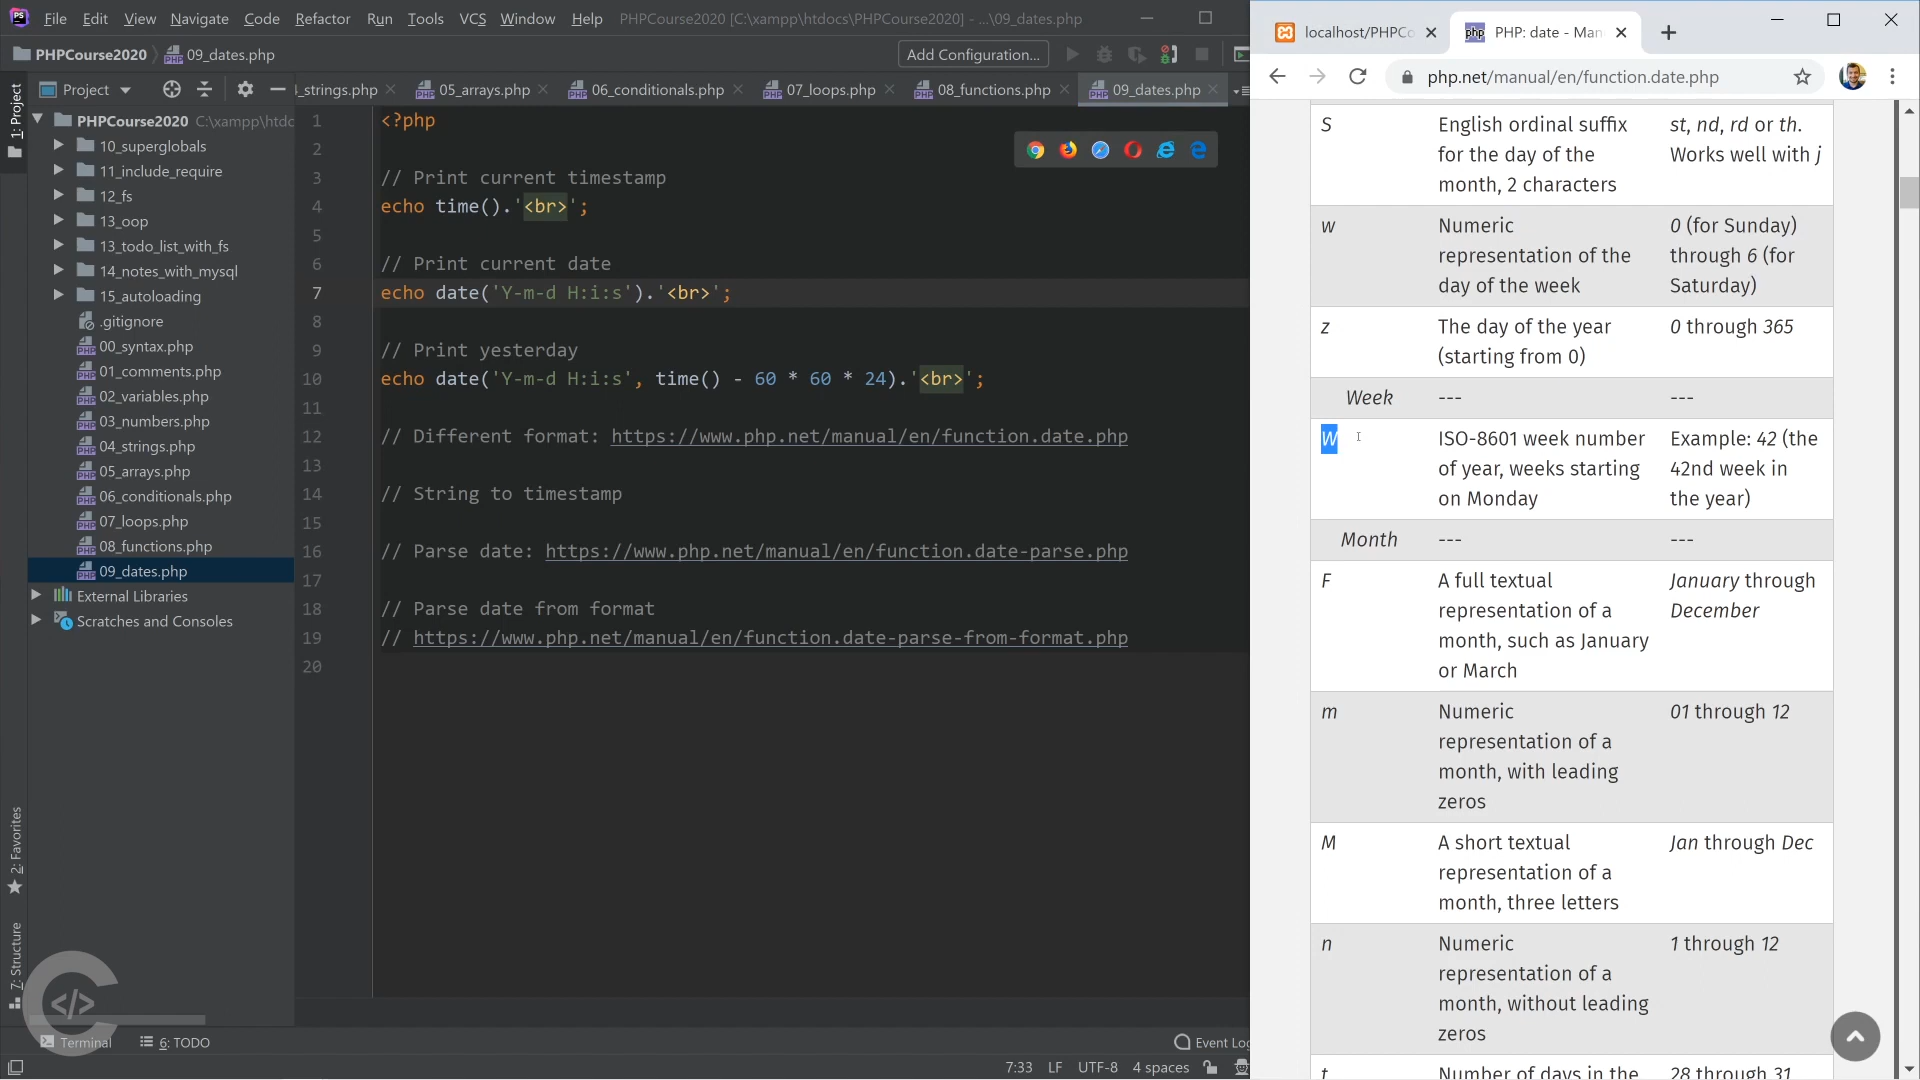 File Edit View Navigate Code Refactor Run Tools VCS Window Help PHPCourse2020 [C:\xampp\htdocs\PHPCourse2020] - ...\09_dates.php
PHPCourse2020 09_dates.php Add Configuration...
Project
_strings.php 05_arrays.php 06_conditionals.php 07_loops.php 08_functions.php 09_dates.php
1: Project
PHPCourse2020 C:\xampp\htdc
10_superglobals
11_include_require
12_fs
13_oop
13_todo_list_with_fs
14_notes_with_mysql
15_autoloading
.gitignore
00_syntax.php
01_comments.php
02_variables.php
03_numbers.php
04_strings.php
05_arrays.php
06_conditionals.php
07_loops.php
08_functions.php
09_dates.php
External Libraries
Scratches and Consoles
2: Favorites
7: Structure
1 <?php
2
3 // Print current timestamp
4 echo time().'<br>';
5
6 // Print current date
7 echo date('Y-m-d H:i:s').'<br>';
8
9 // Print yesterday
10 echo date('Y-m-d H:i:s', time() - 60 * 60 * 24).'<br>';
11
12 // Different format: https://www.php.net/manual/en/function.date.php
13
14 // String to timestamp
15
16 // Parse date: https://www.php.net/manual/en/function.date-parse.php
17
18 // Parse date from format
19 // https://www.php.net/manual/en/function.date-parse-from-format.php
20
Terminal 6: TODO Event Log
7:33 LF UTF-8 4 spaces
localhost/PHPCo PHP: date - Man
php.net/manual/en/function.date.php
S English ordinal suffix st, nd, rd or th.
for the day of the Works well with j
month, 2 characters
w Numeric 0 (for Sunday)
representation of the through 6 (for
day of the week Saturday)
z The day of the year 0 through 365
(starting from 0)
Week --- ---
W ISO-8601 week number Example: 42 (the
of year, weeks starting 42nd week in
on Monday the year)
Month --- ---
F A full textual January through
representation of a December
month, such as January
or March
m Numeric 01 through 12
representation of a
month, with leading
zeros
M A short textual Jan through Dec
representation of a
month, three letters
n Numeric 1 through 12
representation of a
month, without leading
zeros
t Number of days in the 28 through 31